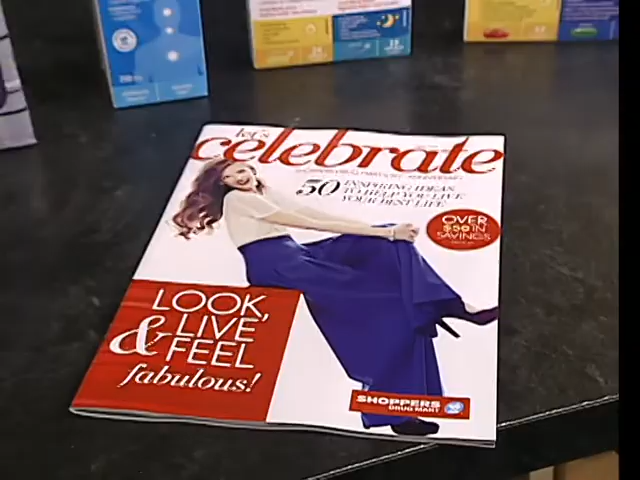 let's
celebrate
50 INSPIRING IDEAS
TO HELP YOU LIVE
YOUR BEST LIFE
OVER
$50 IN
SAVINGS
LOOK,
LIVE
& FEEL
fabulous!
SHOPPERS
DRUG MART